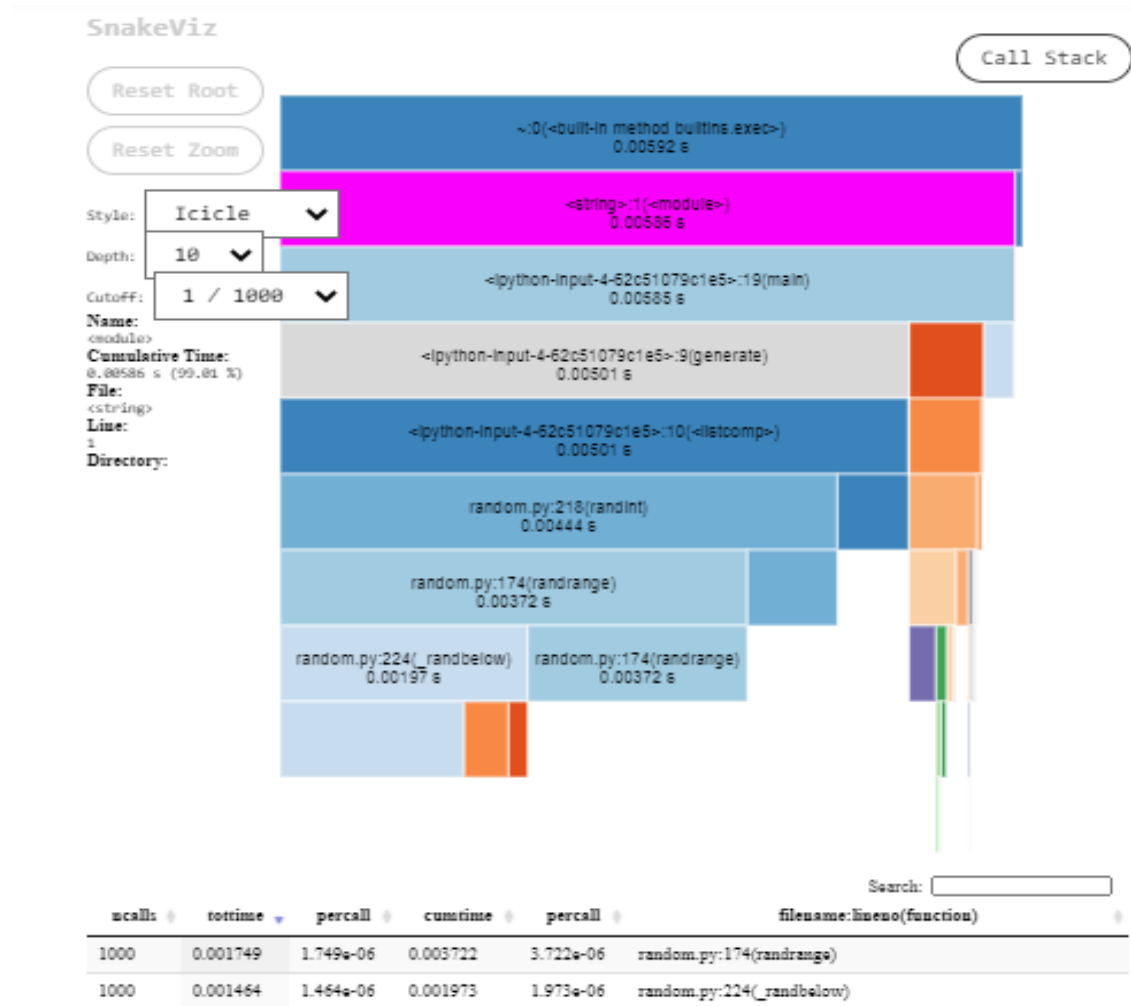 SnakeViz
Call Stack
Reset Root
Reset Zoom
Style: Icicle
Depth: 10
Cutoff: 1 / 1000
Name:
<module>
Cumulative Time:
0.00586 s (99.01 %)
File:
<string>
Line:
1
Directory:
~:0(<built-in method builtins.exec>)
0.00592 s
<string>:1(<module>)
0.00586 s
<ipython-input-4-62c51079c1e5>:19(main)
0.00585 s
<ipython-input-4-62c51079c1e5>:9(generate)
0.00501 s
<ipython-input-4-62c51079c1e5>:10(<listcomp>)
0.00501 s
random.py:218(randint)
0.00444 s
random.py:174(randrange)
0.00372 s
random.py:224(_randbelow)
0.00197 s
random.py:174(randrange)
0.00372 s
Search:
ncalls tottime percall cumtime percall filename:lineno(function)
1000 0.001749 1.749e-06 0.003722 3.722e-06 random.py:174(randrange)
1000 0.001464 1.464e-06 0.001973 1.973e-06 random.py:224(_randbelow)